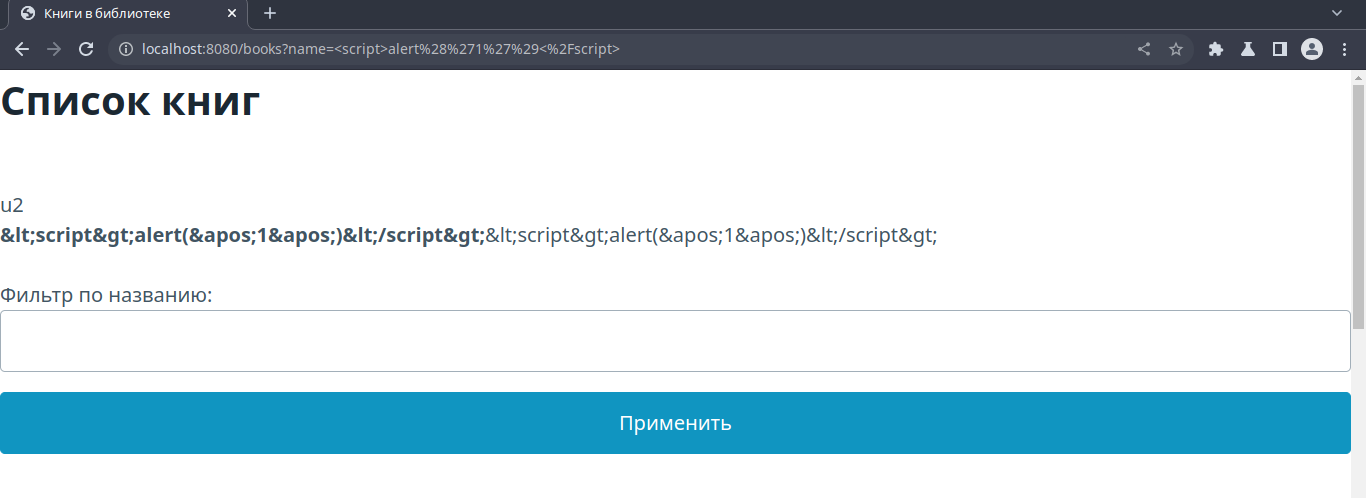 Книги в библиотеке
localhost:8080/books?name=<script>alert%28%271%27%29<%2Fscript>
Список книг
u2
&lt;script&gt;alert(&apos;1&apos;)&lt;/script&gt;&lt;script&gt;alert(&apos;1&apos;)&lt;/script&gt;
Фильтр по названию:
Применить